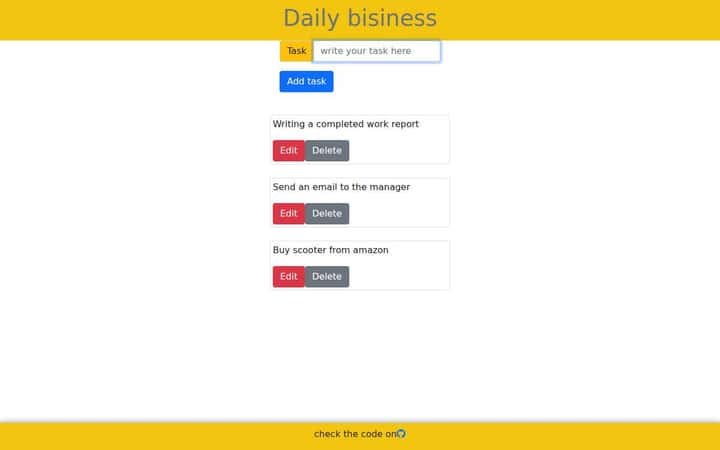 Daily bisiness
Task write your task here
Add task
Writing a completed work report
Edit Delete
Send an email to the manager
Edit Delete
Buy scooter from amazon
Edit Delete
check the code on